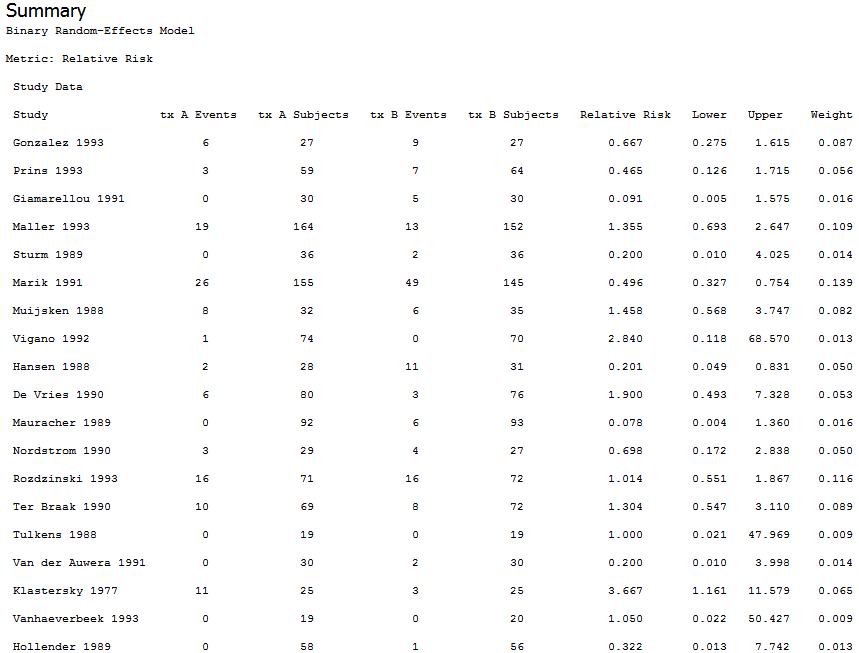 Summary
Binary Random-Effects Model
Metric: Relative Risk
Study Data
Study tx A Events tx A Subjects tx B Events tx B Subjects Relative Risk Lower Upper Weight
Gonzalez 1993 6 27 9 27 0.667 0.275 1.615 0.087
Prins 1993 3 59 7 64 0.465 0.126 1.715 0.056
Giamarellou 1991 0 30 5 30 0.091 0.005 1.575 0.016
Maller 1993 19 164 13 152 1.355 0.693 2.647 0.109
Sturm 1989 0 36 2 36 0.200 0.010 4.025 0.014
Marik 1991 26 155 49 145 0.496 0.327 0.754 0.139
Muijsken 1988 8 32 6 35 1.458 0.568 3.747 0.082
Vigano 1992 1 74 0 70 2.840 0.118 68.570 0.013
Hansen 1988 2 28 11 31 0.201 0.049 0.831 0.050
De Vries 1990 6 80 3 76 1.900 0.493 7.328 0.053
Mauracher 1989 0 92 6 93 0.078 0.004 1.360 0.016
Nordstrom 1990 3 29 4 27 0.698 0.172 2.838 0.050
Rozdzinski 1993 16 71 16 72 1.014 0.551 1.867 0.116
Ter Braak 1990 10 69 8 72 1.304 0.547 3.110 0.089
Tulkens 1988 0 19 0 19 1.000 0.021 47.969 0.009
Van der Auwera 1991 0 30 2 30 0.200 0.010 3.998 0.014
Klastersky 1977 11 25 3 25 3.667 1.161 11.579 0.065
Vanhaeverbeek 1993 0 19 0 20 1.050 0.022 50.427 0.009
Hollender 1989 0 58 1 56 0.322 0.013 7.742 0.013